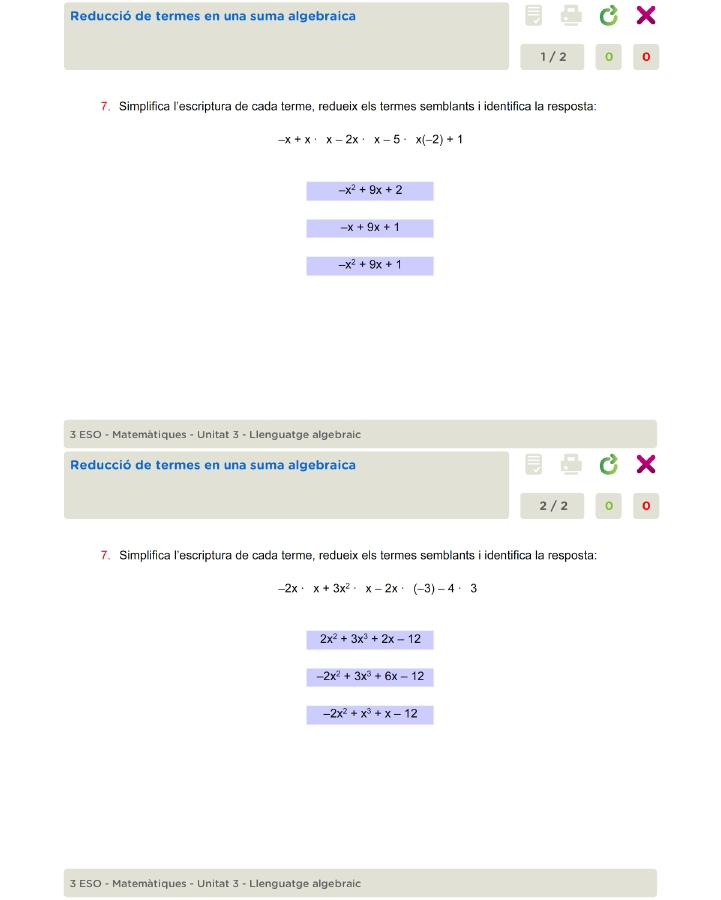 Reducció de termes en una suma algebraica
1 / 2 0 0
7. Simplifica l'escriptura de cada terme, redueix els termes semblants i identifica la resposta:
–x + x · x – 2x · x – 5 · x(–2) + 1
–x² + 9x + 2
–x + 9x + 1
–x² + 9x + 1
3 ESO - Matemàtiques - Unitat 3 - Llenguatge algebraic
Reducció de termes en una suma algebraica
2 / 2 0 0
7. Simplifica l'escriptura de cada terme, redueix els termes semblants i identifica la resposta:
–2x · x + 3x² · x – 2x · (–3) – 4 · 3
2x² + 3x³ + 2x – 12
–2x² + 3x³ + 6x – 12
–2x² + x³ + x – 12
3 ESO - Matemàtiques - Unitat 3 - Llenguatge algebraic